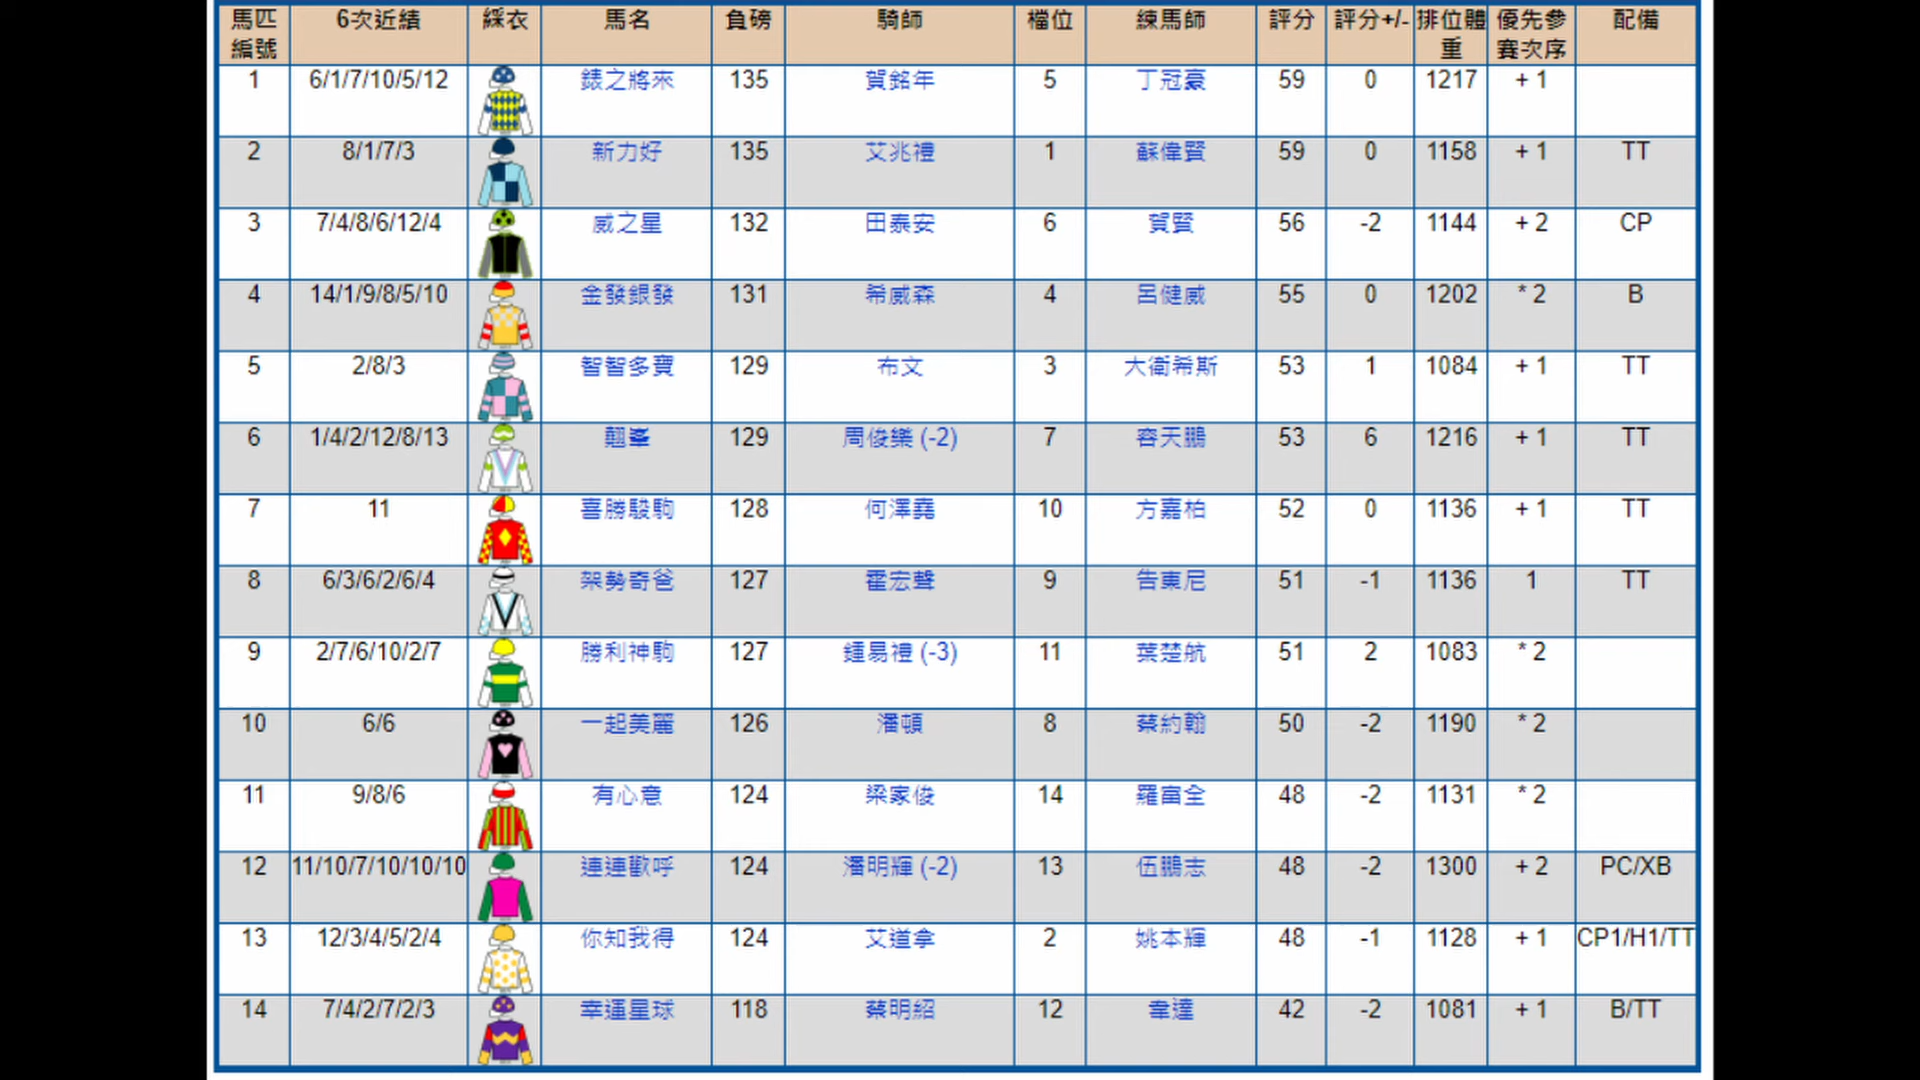 馬匹編號 6次近績 綵衣 馬名 負磅 騎師 檔位 練馬師 評分 評分+/- 排位體重 優先參賽次序 配備
1 6/1/7/10/5/12 錶之將來 135 賀銘年 5 丁冠豪 59 0 1217 + 1
2 8/1/7/3 新力好 135 艾兆禮 1 蘇偉賢 59 0 1158 + 1 TT
3 7/4/8/6/12/4 威之星 132 田泰安 6 賀賢 56 -2 1144 + 2 CP
4 14/1/9/8/5/10 金發銀發 131 希威森 4 呂健威 55 0 1202 * 2 B
5 2/8/3 智智多寶 129 布文 3 大衛希斯 53 1 1084 + 1 TT
6 1/4/2/12/8/13 翹峯 129 周俊樂 (-2) 7 容天鵬 53 6 1216 + 1 TT
7 11 喜勝駿駒 128 何澤堯 10 方嘉柏 52 0 1136 + 1 TT
8 6/3/6/2/6/4 架勢奇爸 127 霍宏聲 9 告東尼 51 -1 1136 1 TT
9 2/7/6/10/2/7 勝利神駒 127 鍾易禮 (-3) 11 葉楚航 51 2 1083 * 2
10 6/6 一起美麗 126 潘頓 8 蔡約翰 50 -2 1190 * 2
11 9/8/6 有心意 124 梁家俊 14 羅富全 48 -2 1131 * 2
12 11/10/7/10/10/10 連連歡呼 124 潘明輝 (-2) 13 伍鵬志 48 -2 1300 + 2 PC/XB
13 12/3/4/5/2/4 你知我得 124 艾道拿 2 姚本輝 48 -1 1128 + 1 CP1/H1/TT
14 7/4/2/7/2/3 幸運星球 118 蔡明紹 12 韋達 42 -2 1081 + 1 B/TT